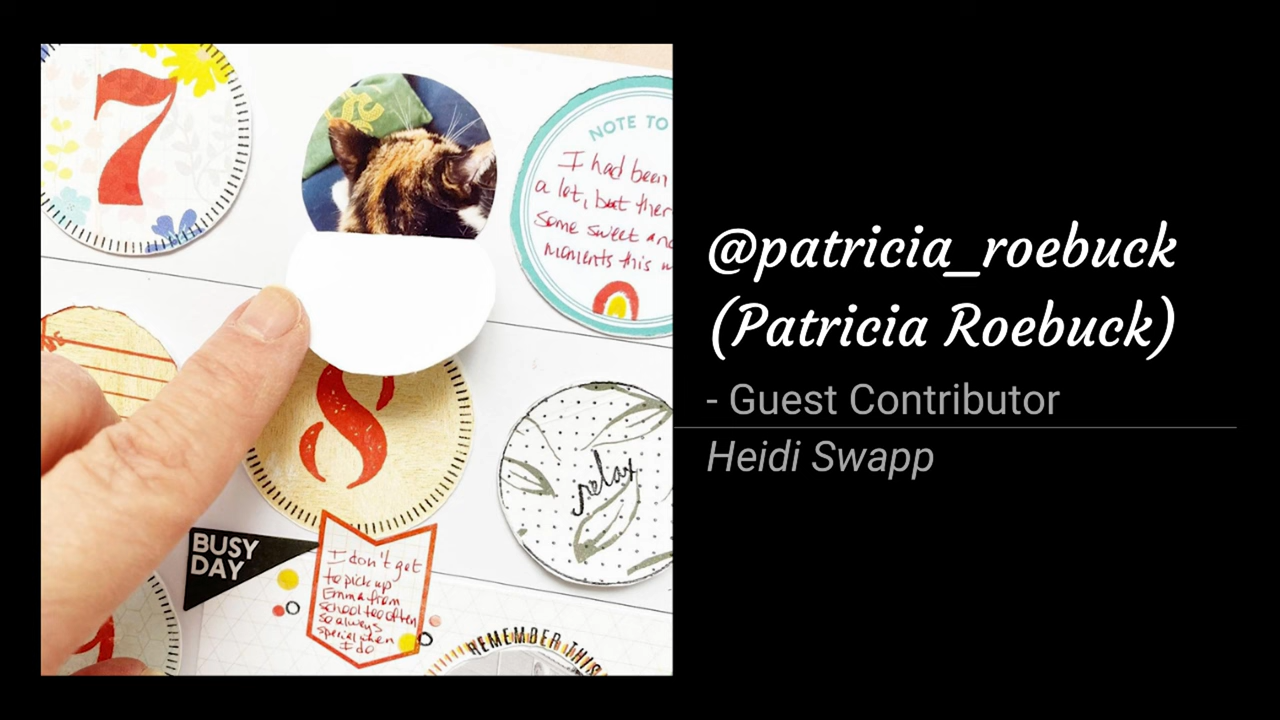 7
NOTE TO
I had been
a lot, but ther
some sweet an
moments this w
8
relax
BUSY
DAY
I don't get
to pick up
Emma from
school too often
so always
special when
I do
REMEMBER THIS
@patricia_roebuck
(Patricia Roebuck)
- Guest Contributor
Heidi Swapp